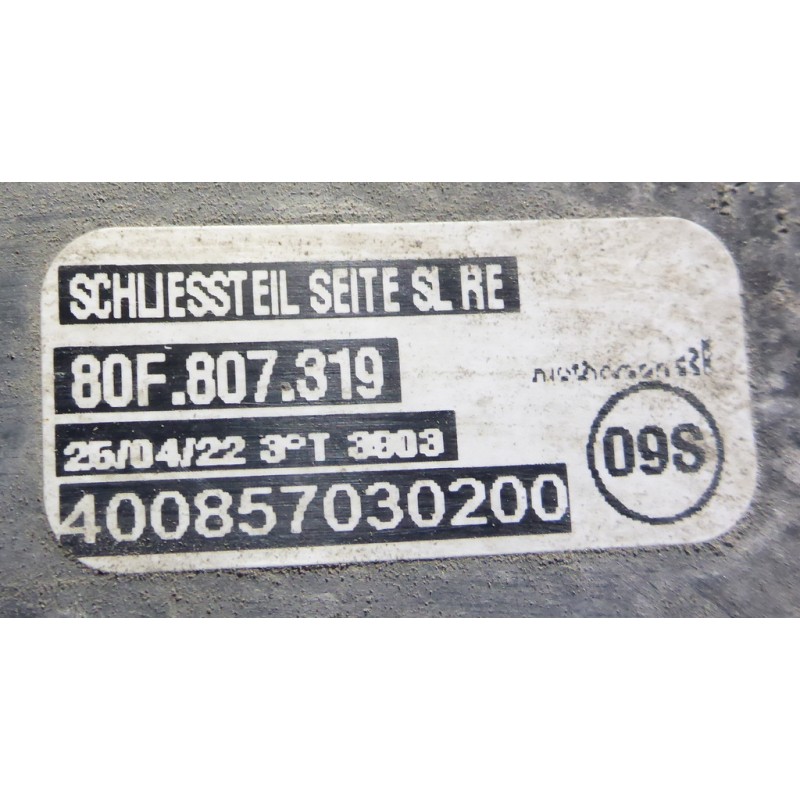 SCHLIESSTEIL SEITE SL RE
80F.807.319
25/04/22 3°T 3903
400857030200
09S